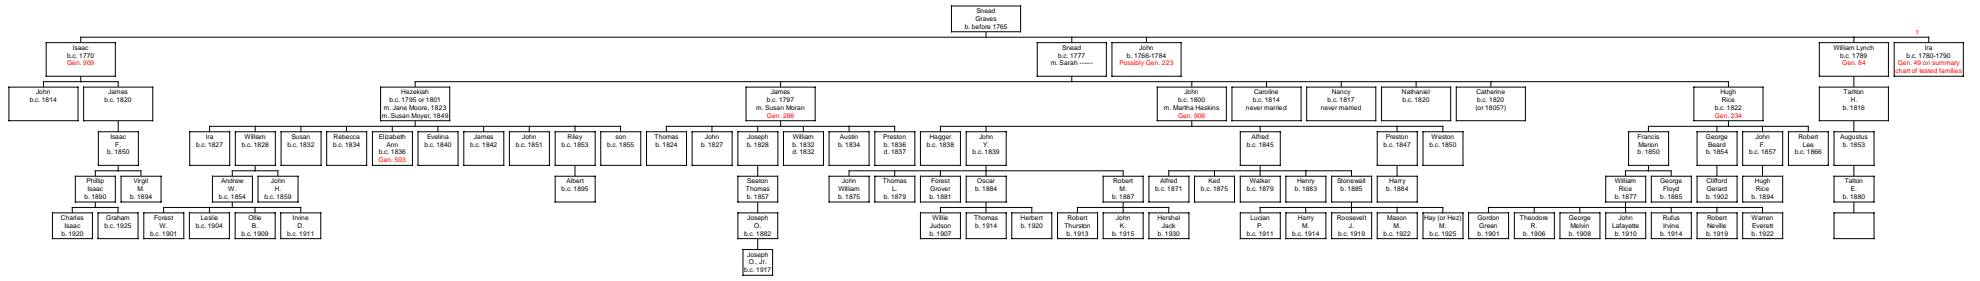 Snead
Graves
b. before 1765
?
Isaac
b.c. 1770
Gen. 909
Snead
b.c. 1777
m. Sarah ------
John
b. 1766-1784
Possibly Gen. 223
William Lynch
b.c. 1789
Gen. 84
Ira
b.c. 1780-1790
Gen. 49 on summary
chart of tested families
John
b.c. 1814
James
b.c. 1820
Hezekiah
b.c. 1795 or 1801
m. Jane Moore, 1823
m. Susan Moyer, 1849
James
b.c. 1797
m. Susan Moran
Gen. 286
John
b.c. 1800
m. Martha Haskins
Gen. 906
Caroline
b.c. 1814
never married
Nancy
b.c. 1817
never married
Nathaniel
b.c. 1820
Catherine
b.c. 1820
(or 1805?)
Hugh
Rice
b.c. 1822
Gen. 234
Tarlton
H.
b. 1816
Isaac
F.
b. 1850
Ira
b.c. 1827
William
b.c. 1828
Susan
b.c. 1832
Rebecca
b.c. 1834
Elizabeth
Ann
b.c. 1836
Gen. 593
Evelina
b.c. 1840
James
b.c. 1842
John
b.c. 1851
Riley
b.c. 1853
son
b.c. 1855
Thomas
b. 1824
John
b. 1827
Joseph
b. 1828
William
b. 1832
d. 1832
Austin
b. 1834
Preston
b. 1836
d. 1837
Hagger
b.c. 1838
John
Y.
b.c. 1839
Alfred
b.c. 1845
Preston
b.c. 1847
Weston
b.c. 1850
Francis
Marion
b. 1850
George
Beard
b. 1854
John
F.
b.c. 1857
Robert
Lee
b.c. 1866
Augustus
b. 1853
Phillip
Isaac
b. 1890
Virgil
M.
b. 1894
Andrew
W.
b.c. 1854
John
H.
b.c. 1859
Albert
b.c. 1895
Seaton
Thomas
b. 1857
John
William
b. 1875
Thomas
L.
b. 1879
Forest
Grover
b. 1881
Oscar
b. 1884
Robert
M.
b. 1887
Alfred
b.c. 1871
Ked
b.c. 1875
Walker
b.c. 1879
Henry
b. 1883
Stonewall
b. 1885
Harry
b. 1884
William
Rice
b. 1877
George
Floyd
b. 1885
Clifford
Gerard
b. 1902
Hugh
Rice
b. 1894
Talton
E.
b. 1880
Charles
Isaac
b. 1920
Graham
b.c. 1925
Forest
W.
b.c. 1901
Leslie
b.c. 1904
Ollie
B.
b.c. 1909
Irvine
D.
b.c. 1911
Joseph
O.
b.c. 1882
Willie
Judson
b. 1907
Thomas
b. 1914
Herbert
b. 1920
Robert
Thurston
b. 1913
John
K.
b. 1915
Hershel
Jack
b. 1930
Lucian
P.
b.c. 1911
Harry
M.
b.c. 1914
Roosevelt
J.
b.c. 1919
Mason
M.
b.c. 1922
Hay (or Hez)
M.
b.c. 1925
Gordon
Green
b. 1901
Theodore
R.
b. 1906
George
Melvin
b. 1908
John
Lafayette
b. 1910
Rufus
Irvine
b. 1914
Robert
Neville
b. 1919
Warren
Everett
b. 1922
Joseph
O., Jr.
b.c. 1917